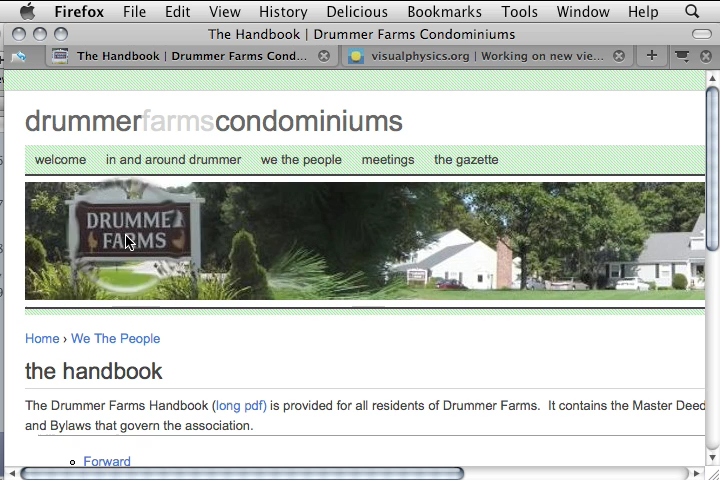 Firefox File Edit View History Delicious Bookmarks Tools Window Help
The Handbook | Drummer Farms Condominiums
The Handbook | Drummer Farms Cond... visualphysics.org | Working on new vie...
drummerfarmscondominiums
welcome in and around drummer we the people meetings the gazette
DRUMMER
FARMS
Home › We The People
the handbook
The Drummer Farms Handbook (long pdf) is provided for all residents of Drummer Farms. It contains the Master Deed
and Bylaws that govern the association.
Forward